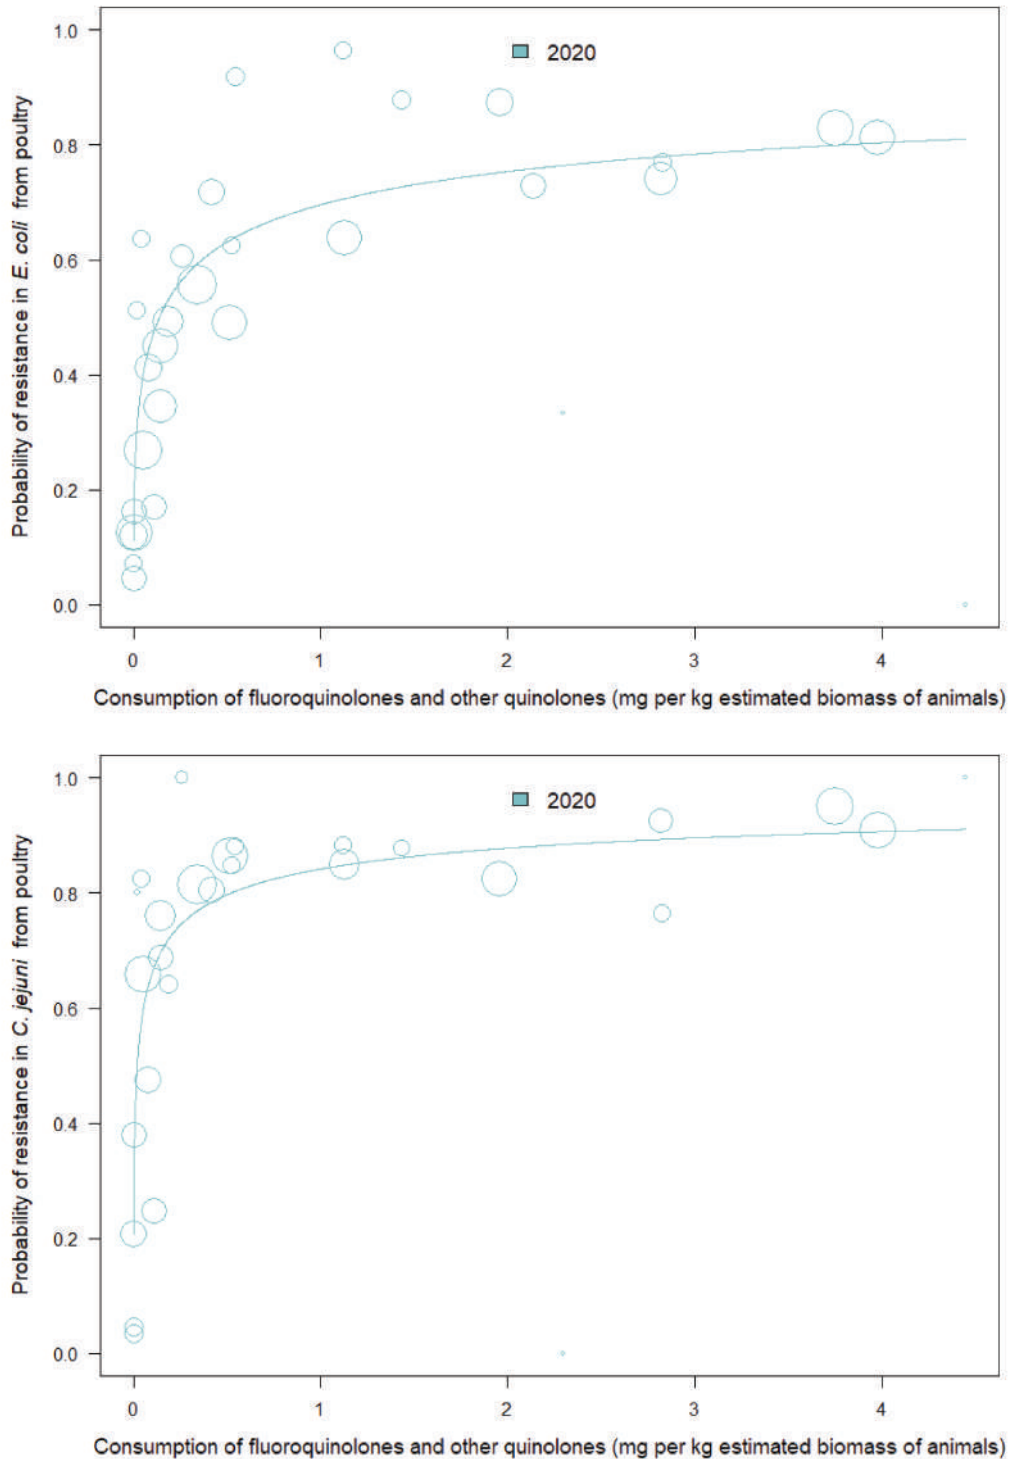 1.0
2020
0.8
0.6
0.4
0.2
0.0
Probability of resistance in E. coli from poultry
0 1 2 3 4
Consumption of fluoroquinolones and other quinolones (mg per kg estimated biomass of animals)
1.0
2020
0.8
0.6
0.4
0.2
0.0
Probability of resistance in C. jejuni from poultry
0 1 2 3 4
Consumption of fluoroquinolones and other quinolones (mg per kg estimated biomass of animals)